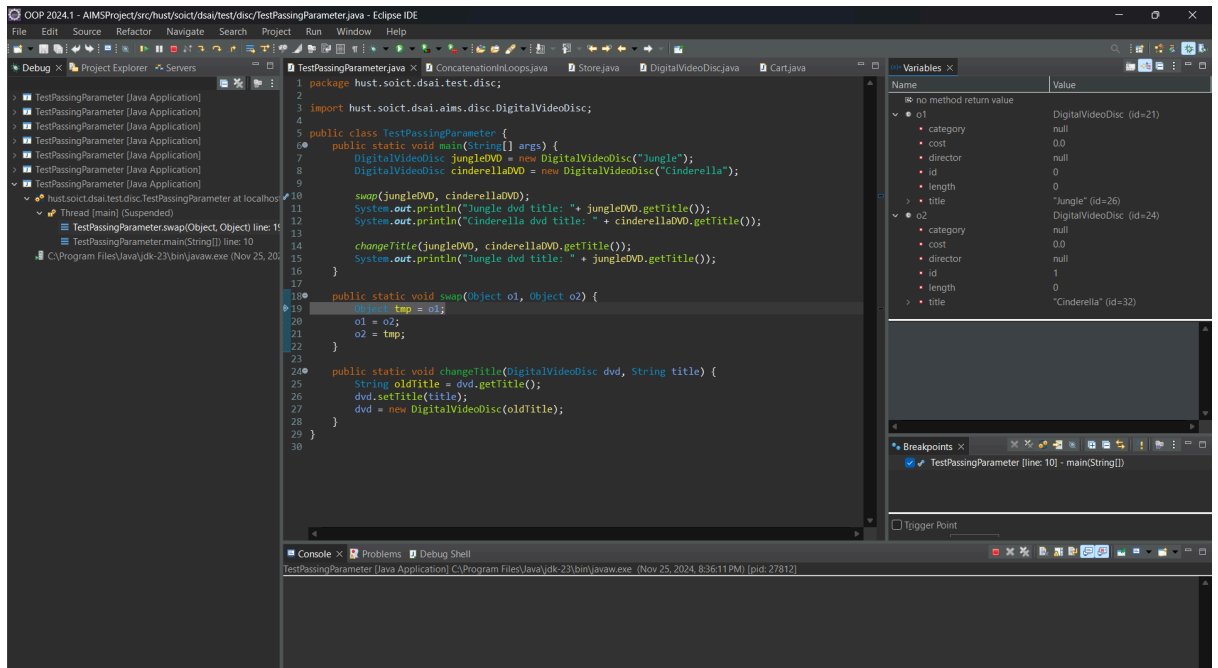 OOP 2024.1 - AIMSProject/src/hust/soict/dsai/test/disc/TestPassingParameter.java - Eclipse IDE
File Edit Source Refactor Navigate Search Project Run Window Help
Debug Project Explorer Servers
TestPassingParameter [Java Application]
TestPassingParameter [Java Application]
TestPassingParameter [Java Application]
TestPassingParameter [Java Application]
TestPassingParameter [Java Application]
TestPassingParameter [Java Application]
TestPassingParameter [Java Application]
hust.soict.dsai.test.disc.TestPassingParameter at localhos
Thread [main] (Suspended)
TestPassingParameter.swap(Object, Object) line: 19
TestPassingParameter.main(String[]) line: 10
C:\Program Files\Java\jdk-23\bin\javaw.exe (Nov 25, 202
TestPassingParameter.java ConcatenationInLoops.java Store.java DigitalVideoDisc.java Cart.java
1 package hust.soict.dsai.test.disc;
2
3 import hust.soict.dsai.aims.disc.DigitalVideoDisc;
4
5 public class TestPassingParameter {
6 public static void main(String[] args) {
7 DigitalVideoDisc jungleDVD = new DigitalVideoDisc("Jungle");
8 DigitalVideoDisc cinderellaDVD = new DigitalVideoDisc("Cinderella");
9
10 swap(jungleDVD, cinderellaDVD);
11 System.out.println("Jungle dvd title: "+ jungleDVD.getTitle());
12 System.out.println("Cinderella dvd title: " + cinderellaDVD.getTitle());
13
14 changeTitle(jungleDVD, cinderellaDVD.getTitle());
15 System.out.println("Jungle dvd title: " + jungleDVD.getTitle());
16 }
17
18 public static void swap(Object o1, Object o2) {
19 Object tmp = o1;
20 o1 = o2;
21 o2 = tmp;
22 }
23
24 public static void changeTitle(DigitalVideoDisc dvd, String title) {
25 String oldTitle = dvd.getTitle();
26 dvd.setTitle(title);
27 dvd = new DigitalVideoDisc(oldTitle);
28 }
29 }
30
Variables
Name Value
no method return value
o1 DigitalVideoDisc (id=21)
category null
cost 0.0
director null
id 0
length 0
title "Jungle" (id=26)
o2 DigitalVideoDisc (id=24)
category null
cost 0.0
director null
id 1
length 0
title "Cinderella" (id=32)
Breakpoints
TestPassingParameter [line: 10] - main(String[])
Trigger Point
Console Problems Debug Shell
TestPassingParameter [Java Application] C:\Program Files\Java\jdk-23\bin\javaw.exe (Nov 25, 2024, 8:36:11 PM) [pid: 27812]